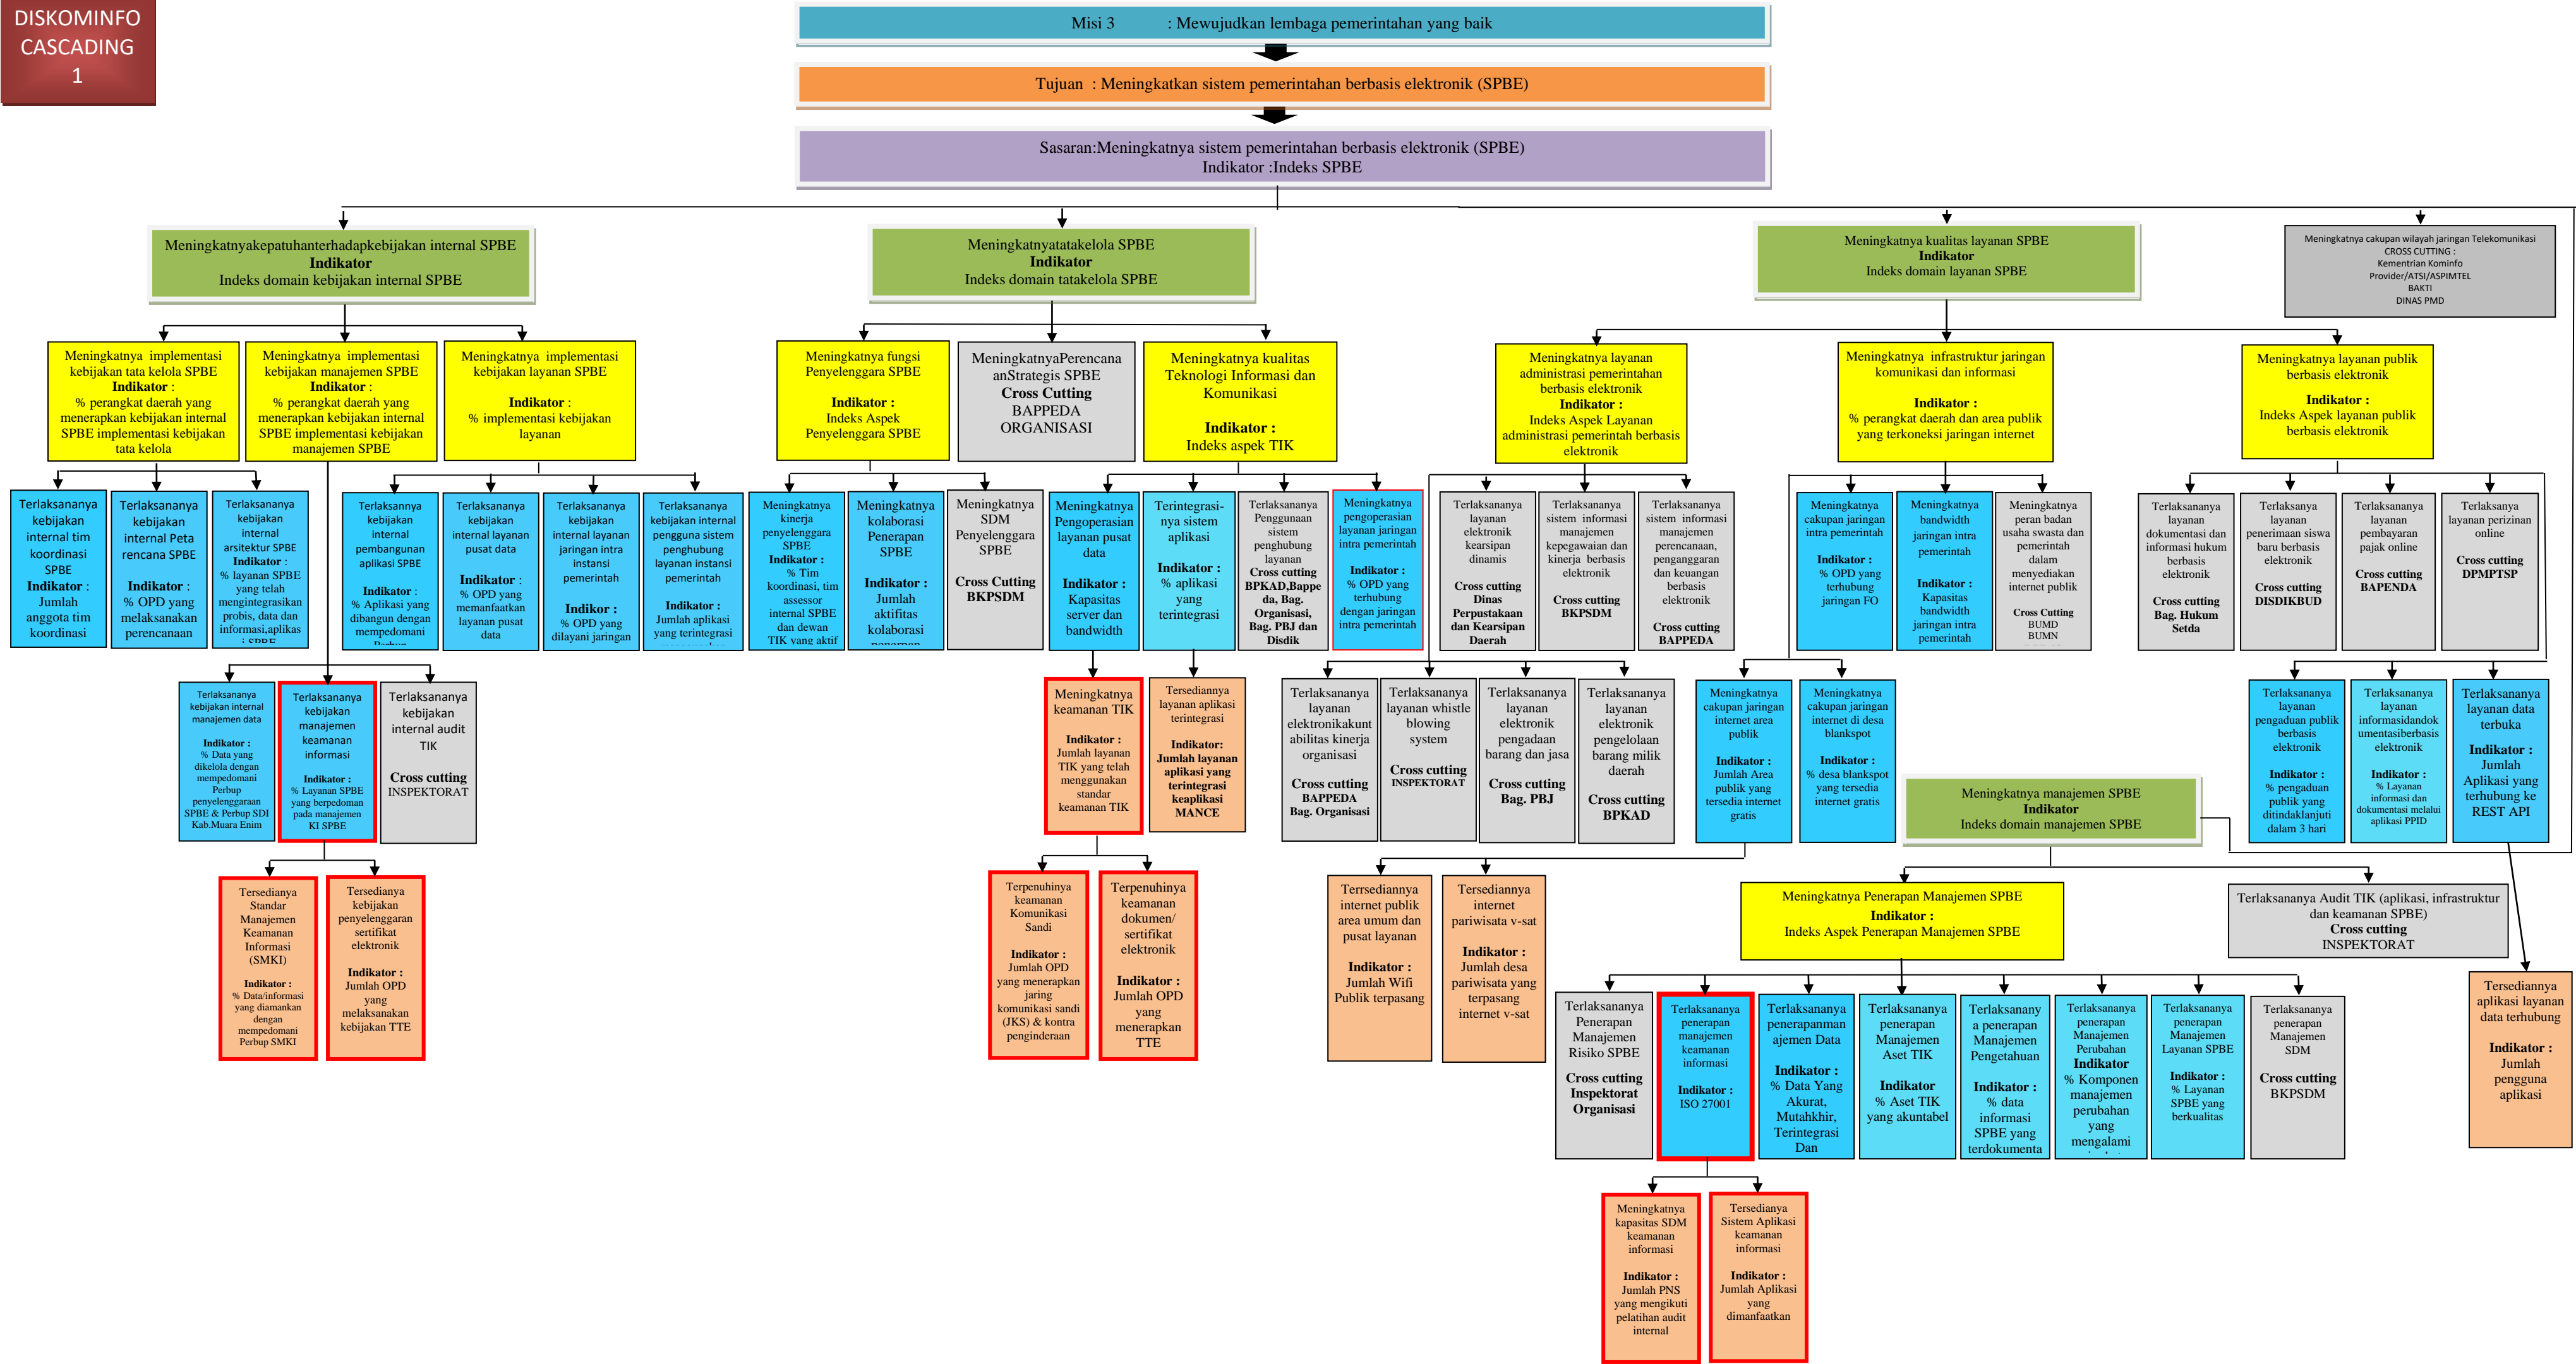 DISKOMINFO
CASCADING
1
Misi 3 : Mewujudkan lembaga pemerintahan yang baik
Tujuan : Meningkatkan sistem pemerintahan berbasis elektronik (SPBE)
Sasaran:Meningkatnya sistem pemerintahan berbasis elektronik (SPBE)
Indikator :Indeks SPBE
Meningkatnyakepatuhanterhadapkebijakan internal SPBE
Indikator
Indeks domain kebijakan internal SPBE
Meningkatnyatatakelola SPBE
Indikator
Indeks domain tatakelola SPBE
Meningkatnya kualitas layanan SPBE
Indikator
Indeks domain layanan SPBE
Meningkatnya cakupan wilayah jaringan Telekomunikasi
CROSS CUTTING :
Kementrian Kominfo
Provider/ATSI/ASPIMTEL
BAKTI
DINAS PMD
Meningkatnya implementasi
kebijakan tata kelola SPBE
Indikator :
% perangkat daerah yang
menerapkan kebijakan internal
SPBE implementasi kebijakan
tata kelola
Meningkatnya implementasi
kebijakan manajemen SPBE
Indikator :
% perangkat daerah yang
menerapkan kebijakan internal
SPBE implementasi kebijakan
manajemen SPBE
Meningkatnya implementasi
kebijakan layanan SPBE
Indikator :
% implementasi kebijakan
layanan
Meningkatnya fungsi
Penyelenggara SPBE
Indikator :
Indeks Aspek
Penyelenggara SPBE
MeningkatnyaPerencana
anStrategis SPBE
Cross Cutting
BAPPEDA
ORGANISASI
Meningkatnya kualitas
Teknologi Informasi dan
Komunikasi
Indikator :
Indeks aspek TIK
Meningkatnya layanan
administrasi pemerintahan
berbasis elektronik
Indikator :
Indeks Aspek Layanan
administrasi pemerintah berbasis
elektronik
Meningkatnya infrastruktur jaringan
komunikasi dan informasi
Indikator :
% perangkat daerah dan area publik
yang terkoneksi jaringan internet
Meningkatnya layanan publik
berbasis elektronik
Indikator :
Indeks Aspek layanan publik
berbasis elektronik
Terlaksananya
kebijakan
internal tim
koordinasi
SPBE
Indikator :
Jumlah
anggota tim
koordinasi
Terlaksananya
kebijakan
internal Peta
rencana SPBE
Indikator :
% OPD yang
melaksanakan
perencanaan
Terlaksananya
kebijakan
internal
arsitektur SPBE
Indikator :
% layanan SPBE
yang telah
mengintegrasikan
probis, data dan
informasi,aplikas
i SPBE
Terlaksannya
kebijakan
internal
pembangunan
aplikasi SPBE
Indikator :
% Aplikasi yang
dibangun dengan
mempedomani
Perbup
Terlaksananya
kebijakan
internal layanan
pusat data
Indikator :
% OPD yang
memanfaatkan
layanan pusat
data
Terlaksannya
kebijakan
internal layanan
jaringan intra
instansi
pemerintah
Indikor :
% OPD yang
dilayani jaringan
Terlaksananya
kebijakan internal
pengguna sistem
penghubung
layanan instansi
pemerintah
Indikator :
Jumlah aplikasi
yang terintegrasi
Meningkatnya
kinerja
penyelenggara
SPBE
Indikator :
% Tim
koordinasi, tim
assessor
internal SPBE
dan dewan
TIK yang aktif
Meningkatnya
kolaborasi
Penerapan
SPBE
Indikator :
Jumlah
aktifitas
kolaborasi
Meningkatnya
SDM
Penyelenggara
SPBE
Cross Cutting
BKPSDM
Meningkatnya
Pengoperasian
layanan pusat
data
Indikator :
Kapasitas
server dan
bandwidth
Terintegrasi-
nya sistem
aplikasi
Indikator :
% aplikasi
yang
terintegrasi
Terlaksananya
Penggunaan
sistem
penghubung
layanan
Cross cutting
BPKAD,Bappe
da, Bag.
Organisasi,
Bag. PBJ dan
Disdik
Meningkatnya
pengoperasian
layanan jaringan
intra pemerintah
Indikator :
% OPD yang
terhubung
dengan jaringan
intra pemerintah
Terlaksananya
layanan
elektronik
kearsipan
dinamis
Cross cutting
Dinas
Perpustakaan
dan Kearsipan
Daerah
Terlaksananya
sistem informasi
manajemen
kepegawaian dan
kinerja berbasis
elektronik
Cross cutting
BKPSDM
Terlaksananya
sistem informasi
manajemen
perencanaan,
penganggaran
dan keuangan
berbasis
elektronik
Cross cutting
BAPPEDA
Meningkatnya
cakupan jaringan
intra pemerintah
Indikator :
% OPD yang
terhubung
jaringan FO
Meningkatnya
bandwidth
jaringan intra
pemerintah
Indikator :
Kapasitas
bandwidth
jaringan intra
pemerintah
Meningkatnya
peran badan
usaha swasta dan
pemerintah
dalam
menyediakan
internet publik
Cross Cutting
BUMD
BUMN
Terlaksananya
layanan
dokumentasi dan
informasi hukum
berbasis
elektronik
Cross cutting
Bag. Hukum
Setda
Terlaksanya
layanan
penerimaan siswa
baru berbasis
elektronik
Cross cutting
DISDIKBUD
Terlaksananya
layanan
pembayaran
pajak online
Cross cutting
BAPENDA
Terlaksanya
layanan perizinan
online
Cross cutting
DPMPTSP
Terlaksananya
kebijakan internal
manajemen data
Indikator :
% Data yang
dikelola dengan
mempedomani
Perbup
penyelenggaraan
SPBE & Perbup SDI
Kab.Muara Enim
Terlaksananya
kebijakan
manajemen
keamanan
informasi
Indikator :
% Layanan SPBE
yang berpedoman
pada manajemen
KI SPBE
Terlaksananya
kebijakan
internal audit
TIK
Cross cutting
INSPEKTORAT
Meningkatnya
keamanan TIK
Indikator :
Jumlah layanan
TIK yang telah
menggunakan
standar
keamanan TIK
Tersediannya
layanan aplikasi
terintegrasi
Indikator:
Jumlah layanan
aplikasi yang
terintegrasi
keaplikasi
MANCE
Terlaksananya
layanan
elektronikakunt
abilitas kinerja
organisasi
Cross cutting
BAPPEDA
Bag. Organisasi
Terlaksananya
layanan whistle
blowing
system
Cross cutting
INSPEKTORAT
Terlaksananya
layanan
elektronik
pengadaan
barang dan jasa
Cross cutting
Bag. PBJ
Terlaksananya
layanan
elektronik
pengelolaan
barang milik
daerah
Cross cutting
BPKAD
Meningkatnya
cakupan jaringan
internet area
publik
Indikator :
Jumlah Area
publik yang
tersedia internet
gratis
Meningkatnya
cakupan jaringan
internet di desa
blankspot
Indikator :
% desa blankspot
yang tersedia
internet gratis
Terlaksananya
layanan
pengaduan publik
berbasis
elektronik
Indikator :
% pengaduan
publik yang
ditindaklanjuti
dalam 3 hari
Terlaksananya
layanan
informasidandok
umentasiberbasis
elektronik
Indikator :
% Layanan
informasi dan
dokumentasi melalui
aplikasi PPID
Terlaksananya
layanan data
terbuka
Indikator :
Jumlah
Aplikasi yang
terhubung ke
REST API
Meningkatnya manajemen SPBE
Indikator
Indeks domain manajemen SPBE
Tersedianya
Standar
Manajemen
Keamanan
Informasi
(SMKI)
Indikator :
% Data/informasi
yang diamankan
dengan
mempedomani
Perbup SMKI
Tersedianya
kebijakan
penyelenggaran
sertifikat
elektronik
Indikator :
Jumlah OPD
yang
melaksanakan
kebijakan TTE
Terpenuhinya
keamanan
Komunikasi
Sandi
Indikator :
Jumlah OPD
yang menerapkan
jaring
komunikasi sandi
(JKS) & kontra
penginderaan
Terpenuhinya
keamanan
dokumen/
sertifikat
elektronik
Indikator :
Jumlah OPD
yang
menerapkan
TTE
Terrsediannya
internet publik
area umum dan
pusat layanan
Indikator :
Jumlah Wifi
Publik terpasang
Tersediannya
internet
pariwisata v-sat
Indikator :
Jumlah desa
pariwisata yang
terpasang
internet v-sat
Meningkatnya Penerapan Manajemen SPBE
Indikator :
Indeks Aspek Penerapan Manajemen SPBE
Terlaksananya Audit TIK (aplikasi, infrastruktur
dan keamanan SPBE)
Cross cutting
INSPEKTORAT
Terlaksananya
Penerapan
Manajemen
Risiko SPBE
Cross cutting
Inspektorat
Organisasi
Terlaksananya
penerapan
manajemen
keamanan
informasi
Indikator :
ISO 27001
Terlaksananya
penerapanman
ajemen Data
Indikator :
% Data Yang
Akurat,
Mutahkhir,
Terintegrasi
Dan
Terlaksananya
penerapan
Manajemen
Aset TIK
Indikator
% Aset TIK
yang akuntabel
Terlaksanany
a penerapan
Manajemen
Pengetahuan
Indikator :
% data
informasi
SPBE yang
terdokumenta
Terlaksananya
penerapan
Manajemen
Perubahan
Indikator
% Komponen
manajemen
perubahan
yang
mengalami
Terlaksananya
penerapan
Manajemen
Layanan SPBE
Indikator :
% Layanan
SPBE yang
berkualitas
Terlaksananya
penerapan
Manajemen
SDM
Cross cutting
BKPSDM
Tersediannya
aplikasi layanan
data terhubung
Indikator :
Jumlah
pengguna
aplikasi
Meningkatnya
kapasitas SDM
keamanan
informasi
Indikator :
Jumlah PNS
yang mengikuti
pelatihan audit
internal
Tersedianya
Sistem Aplikasi
keamanan
informasi
Indikator :
Jumlah Aplikasi
yang
dimanfaatkan